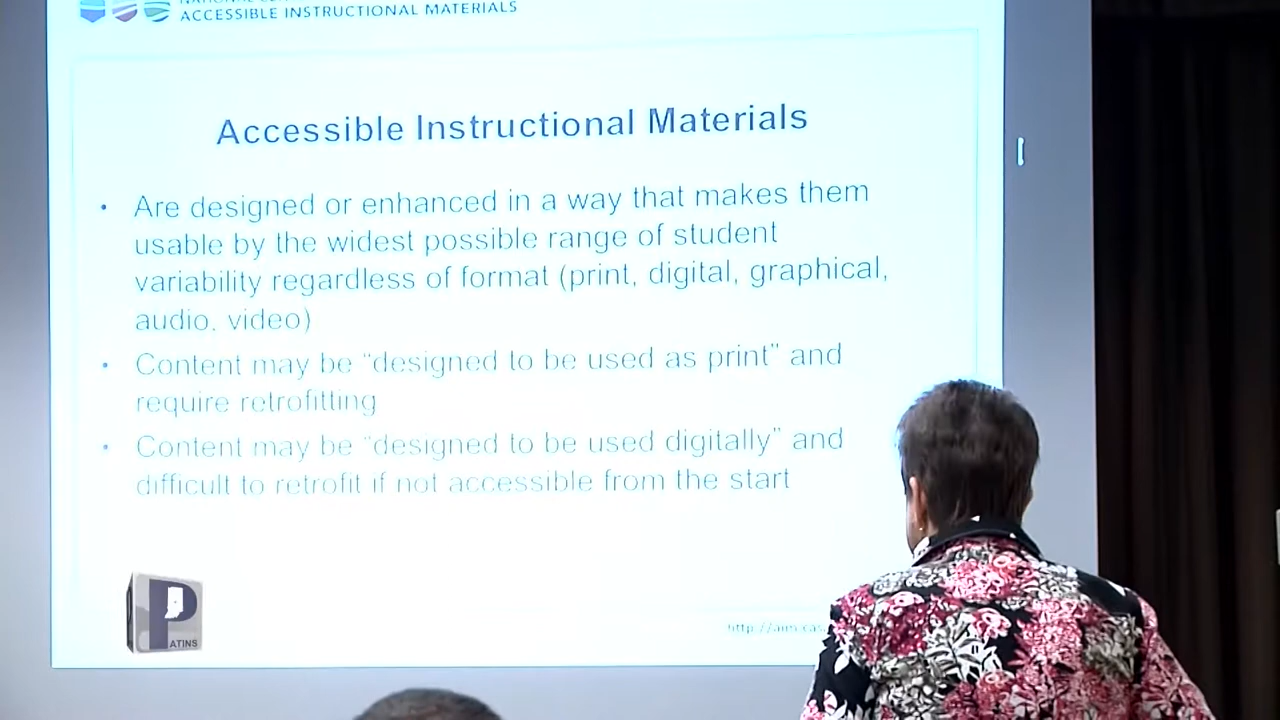 ACCESSIBLE INSTRUCTIONAL MATERIALS
Accessible Instructional Materials
• Are designed or enhanced in a way that makes them
usable by the widest possible range of student
variability regardless of format (print, digital, graphical,
audio, video)
• Content may be “designed to be used as print” and
require retrofitting
• Content may be “designed to be used digitally” and
difficult to retrofit if not accessible from the start
PATINS
http://aim.cas